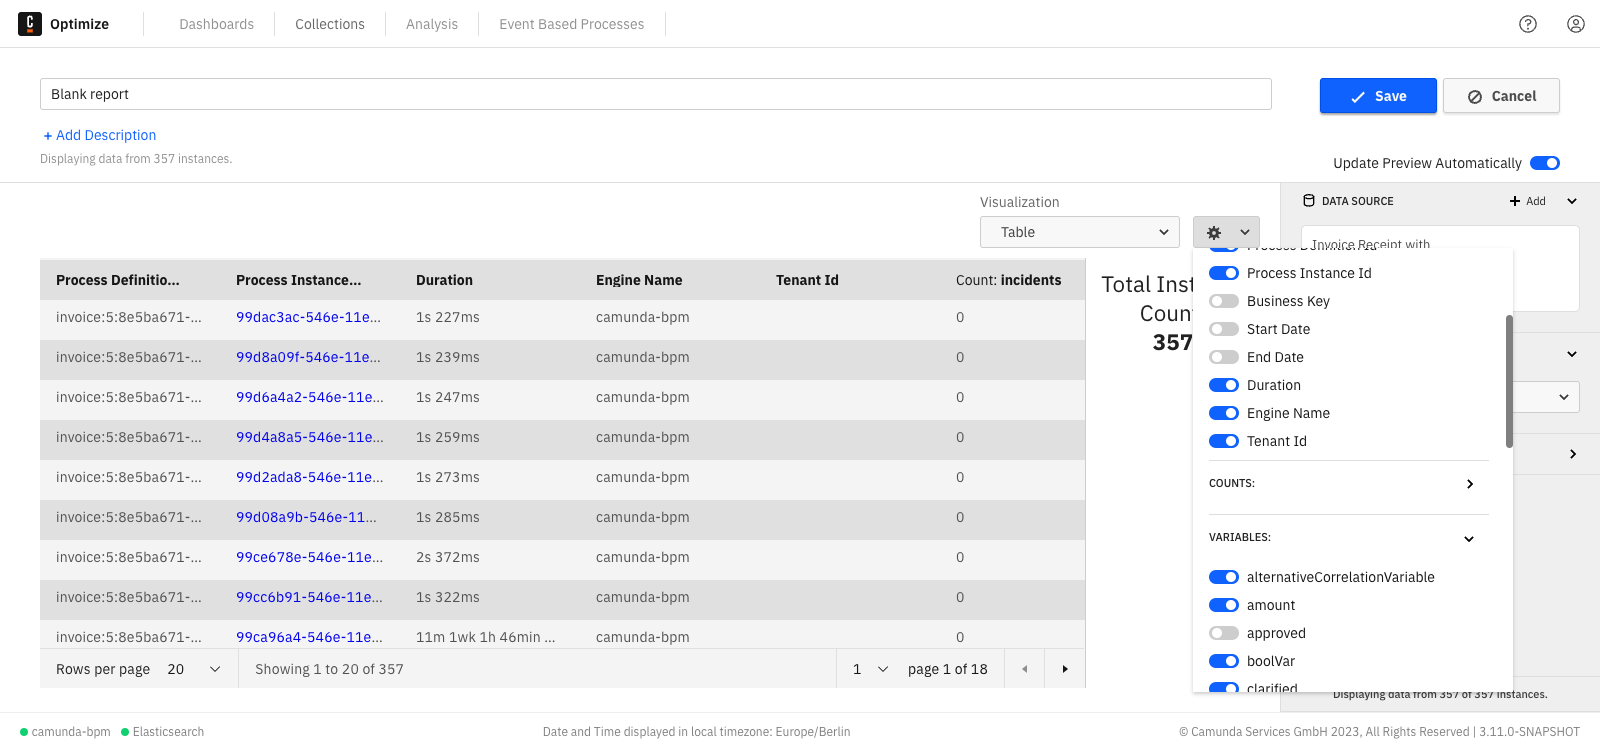 Optimize
Dashboards
Collections
Analysis
Event Based Processes
Blank report
Save
Cancel
+ Add Description
Displaying data from 357 instances.
Update Preview Automatically
Visualization
Table
DATA SOURCE
+ Add
Invoice Receipt with
Process Definitio... Process Instance... Duration Engine Name Tenant Id Count: incidents
invoice:5:8e5ba671-... 99dac3ac-546e-11e... 1s 227ms camunda-bpm 0
invoice:5:8e5ba671-... 99d8a09f-546e-11e... 1s 239ms camunda-bpm 0
invoice:5:8e5ba671-... 99d6a4a2-546e-11e... 1s 247ms camunda-bpm 0
invoice:5:8e5ba671-... 99d4a8a5-546e-11e... 1s 259ms camunda-bpm 0
invoice:5:8e5ba671-... 99d2ada8-546e-11e... 1s 273ms camunda-bpm 0
invoice:5:8e5ba671-... 99d08a9b-546e-11... 1s 285ms camunda-bpm 0
invoice:5:8e5ba671-... 99ce678e-546e-11e... 2s 372ms camunda-bpm 0
invoice:5:8e5ba671-... 99cc6b91-546e-11e... 1s 322ms camunda-bpm 0
invoice:5:8e5ba671-... 99ca96a4-546e-11e... 11m 1wk 1h 46min ... camunda-bpm 0
Rows per page 20
Showing 1 to 20 of 357
1
page 1 of 18
Total Inst
Coun
357
Process Instance Id
Business Key
Start Date
End Date
Duration
Engine Name
Tenant Id
COUNTS:
VARIABLES:
alternativeCorrelationVariable
amount
approved
boolVar
clarified
Displaying data from 357 of 357 instances.
camunda-bpm
Elasticsearch
Date and Time displayed in local timezone: Europe/Berlin
© Camunda Services GmbH 2023, All Rights Reserved | 3.11.0-SNAPSHOT